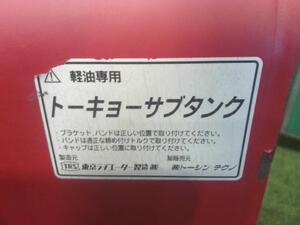 軽油専用
トーキョーサブタンク
・ブラケット、バンドは正しい位置で取り付けてください。
・バンドは適正な締め付けトルクで取り付けてください。
・キャップは正しい位置に取り付けてください。
製造元 総販売元
TRS 東京ラヂエーター製造㈱ ㈱トーシン テクノ